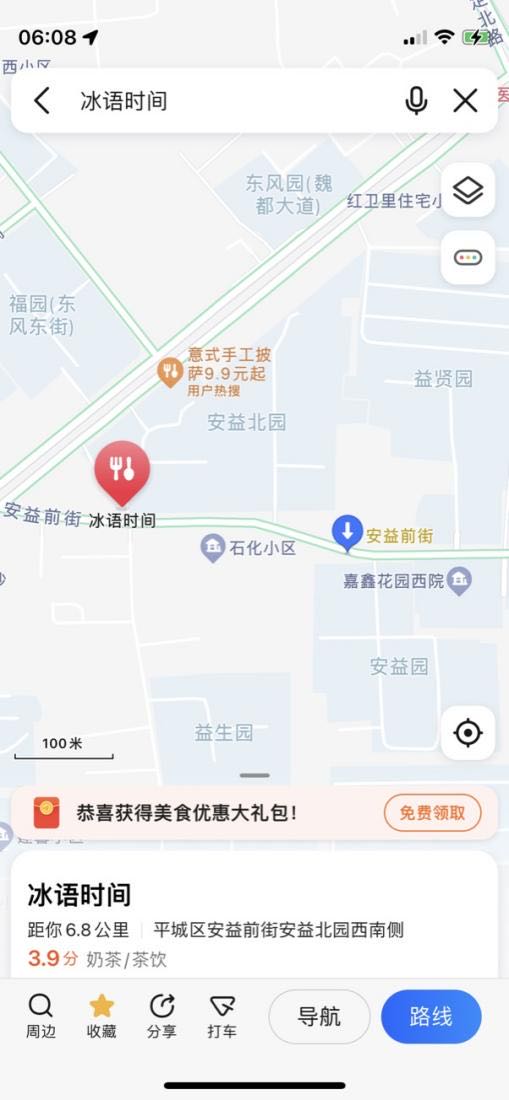 06:08
足北路
西小区
冰语时间
医
东风园(魏
都大道)
红卫里住宅小
福园(东
风东街)
意式手工披
萨9.9元起
用户热搜
益贤园
安益北园
安益前街
冰语时间
石化小区
安益前街
嘉鑫花园西院
安益园
益生园
100米
恭喜获得美食优惠大礼包!
免费领取
冰语时间
距你6.8公里
平城区安益前街安益北园西南侧
3.9分 奶茶/茶饮
周边
收藏
分享
打车
导航
路线